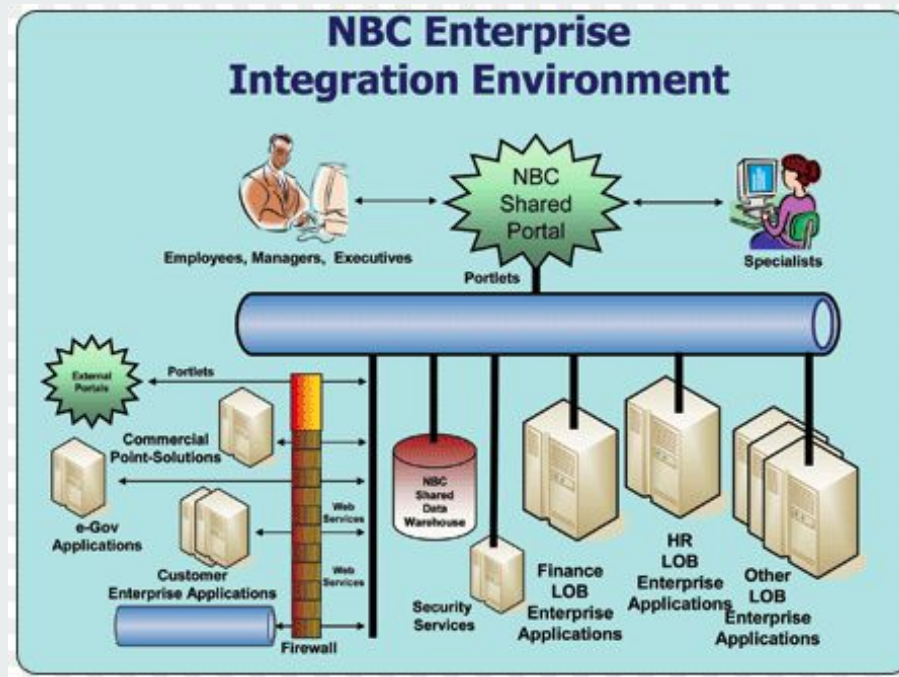 NBC Enterprise
Integration Environment
NBC
Shared
Portal
Employees, Managers, Executives
Specialists
Portlets
External
Portals
Portlets
Commercial
Point-Solutions
e-Gov
Applications
Web
Services
Customer
Enterprise Applications
Web
Services
Firewall
NBC
Shared
Data
Warehouse
Security
Services
Finance
LOB
Enterprise
Applications
HR
LOB
Enterprise
Applications
Other
LOB
Enterprise
Applications